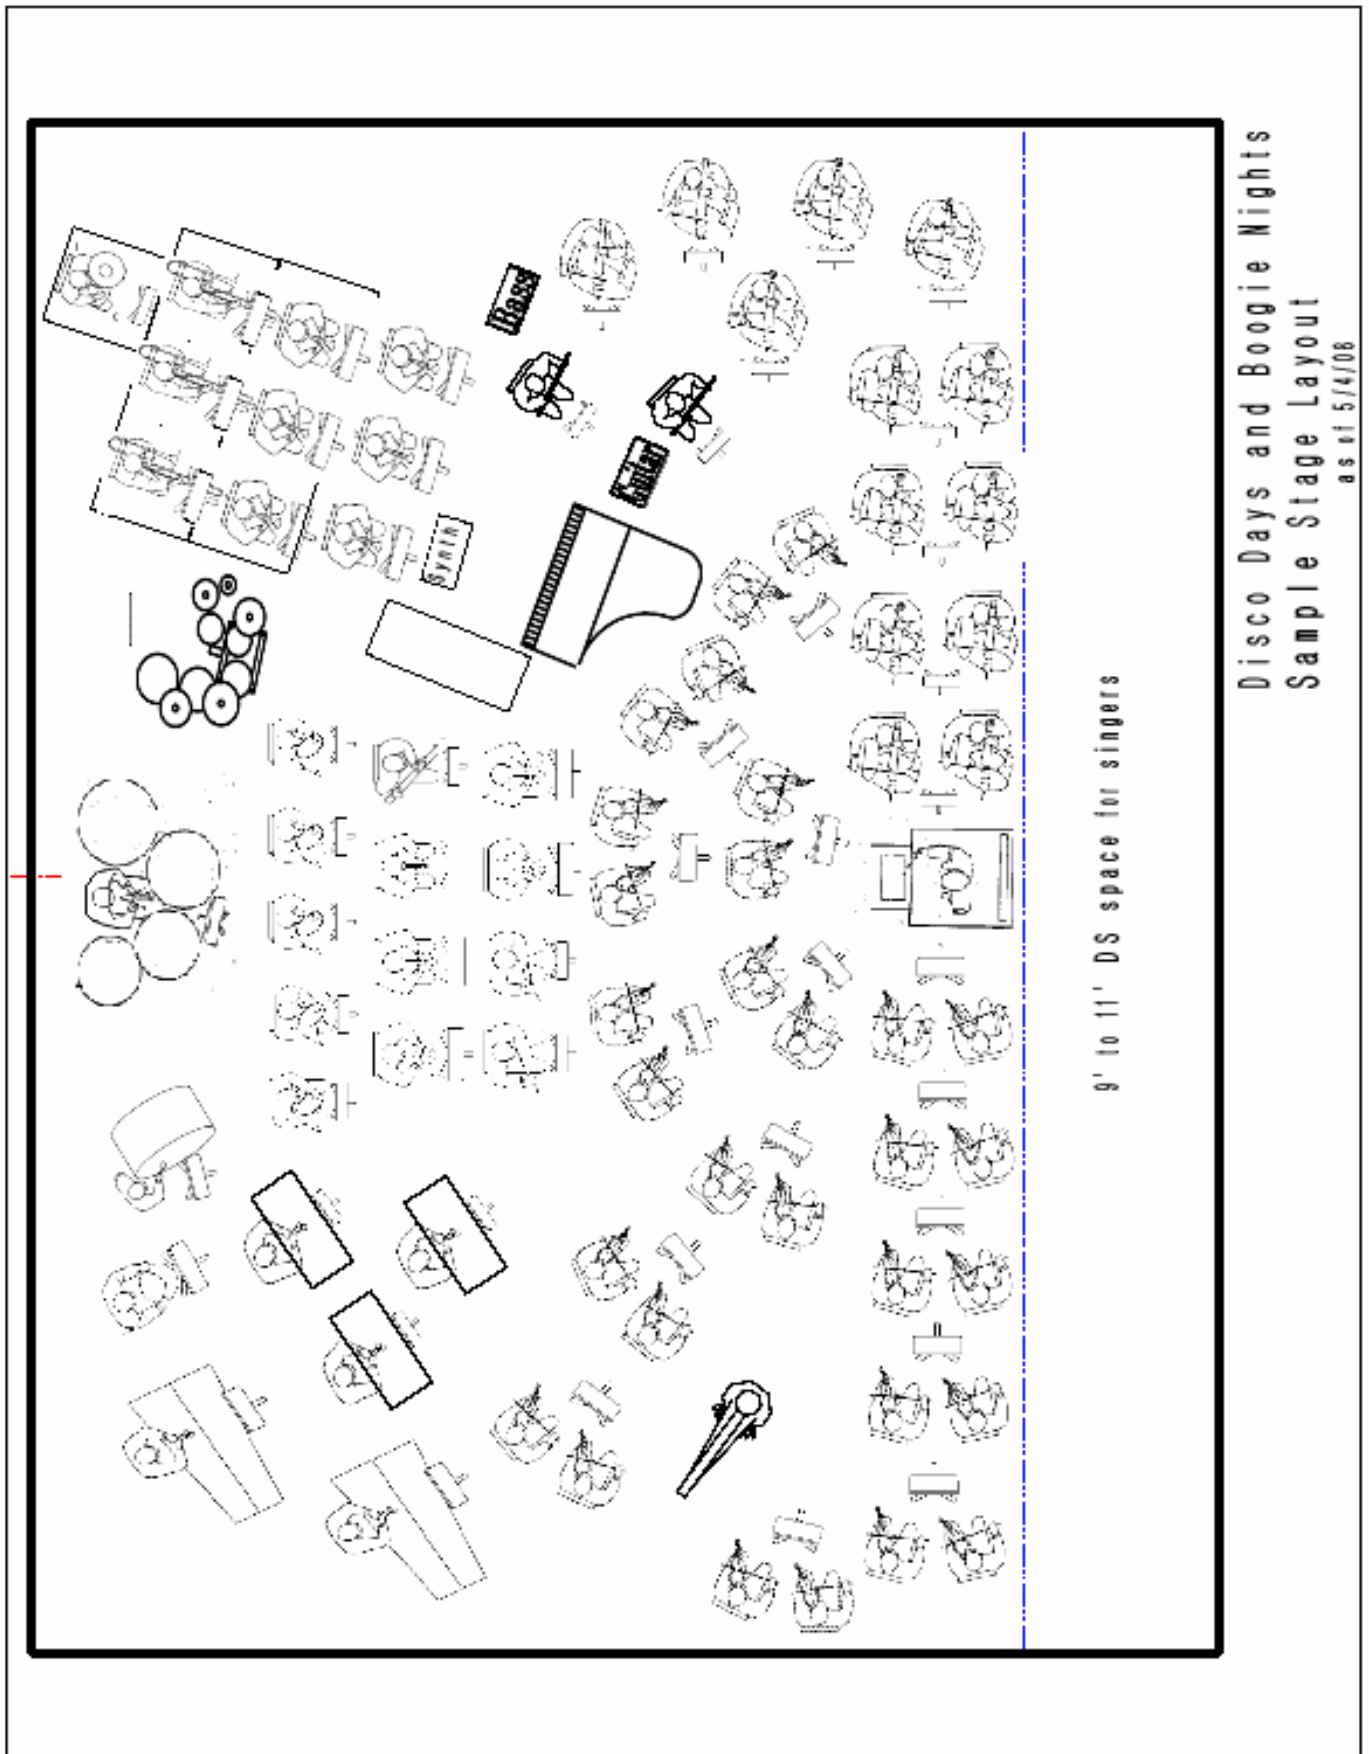 Disco Days and Boogie Nights
Sample Stage Layout
as of 5/4/06
9' to 11' DS space for singers
Bass
Guitar
Synth